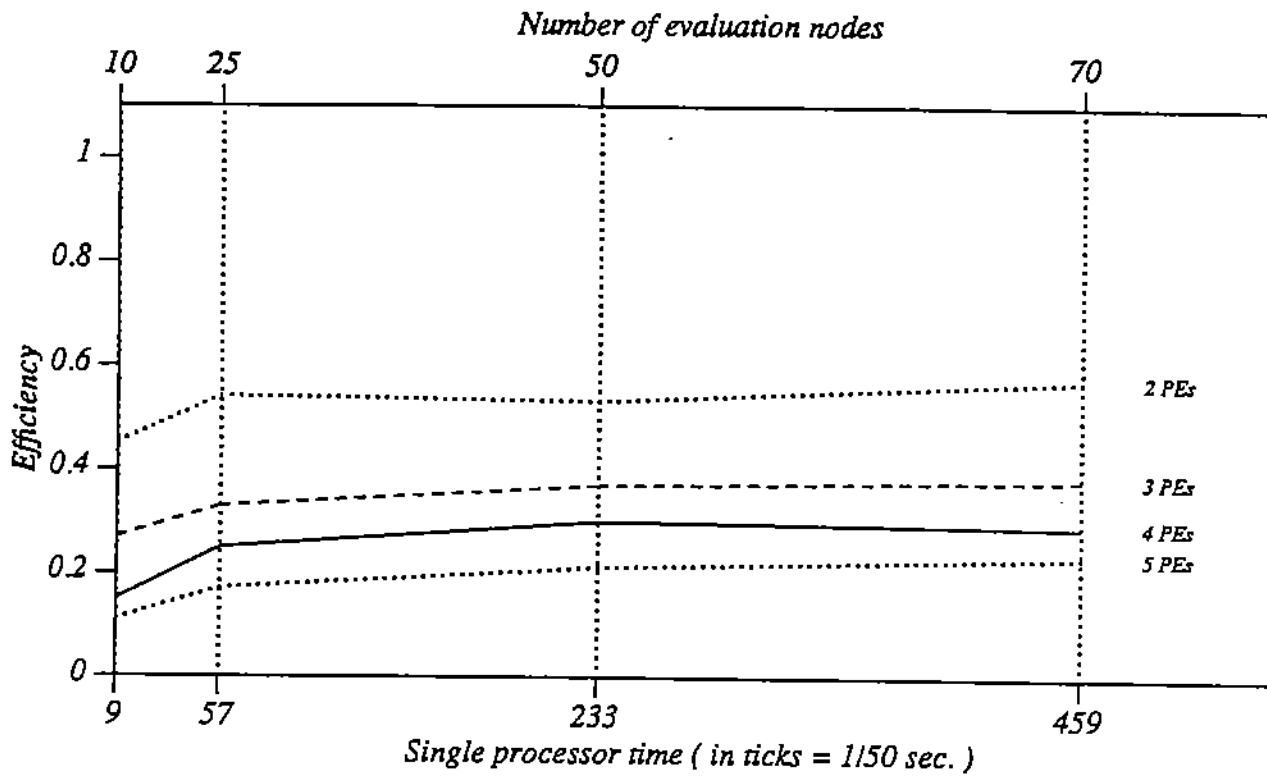 Number of evaluation nodes
10 25 50 70
1
0.8
0.6
0.4
0.2
0
Efficiency
2 PEs
3 PEs
4 PEs
5 PEs
9 57 233 459
Single processor time ( in ticks = 1/50 sec. )